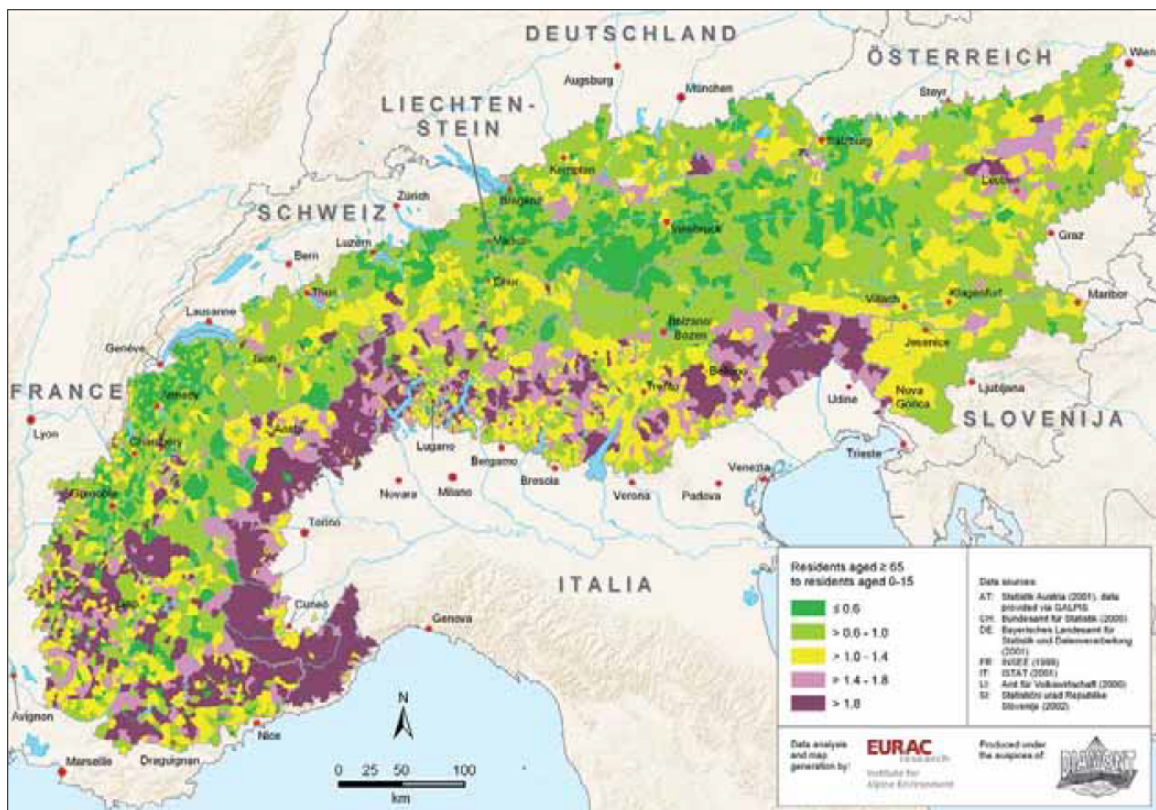 DEUTSCHLAND
ÖSTERREICH
Wien
Augsburg
München
Steyr
LIECHTEN-
STEIN
Salzburg
Kempten
Leoben
Zürich
Bregenz
SCHWEIZ
Vaduz
Innsbruck
Graz
Luzern
Bern
Chur
Thun
Villach
Klagenfurt
Maribor
Lausanne
Bolzano/
Bozen
Jesenice
Genève
Sion
Belluno
FRANCE
Annecy
Trento
Udine
Nova
Gorica
Ljubljana
Lyon
Aosta
SLOVENIJA
Chambéry
Lugano
Bergamo
Trieste
Grenoble
Novara
Milano
Brescia
Verona
Padova
Venezia
Torino
ITALIA
Gap
Cuneo
Genova
N
Avignon
Nice
Marseille
Draguignan
0 25 50 100
km
Residents aged ≥ 65
to residents aged 0-15
≤ 0.6
> 0.6 - 1.0
> 1.0 - 1.4
> 1.4 - 1.8
> 1.8
Data sources:
AT: Statistik Austria (2001), data
provided via GALPIS
CH: Bundesamt für Statistik (2000)
DE: Bayerisches Landesamt für
Statistik und Datenverarbeitung
(2001)
FR: INSEE (1999)
IT: ISTAT (2001)
LI: Amt für Volkswirtschaft (2000)
SI: Statistični urad Republike
Slovenije (2002)
Data analysis
and map
generation by:
EURAC
research
Institute for
Alpine Environment
Produced under
the auspices of:
DIAMONT